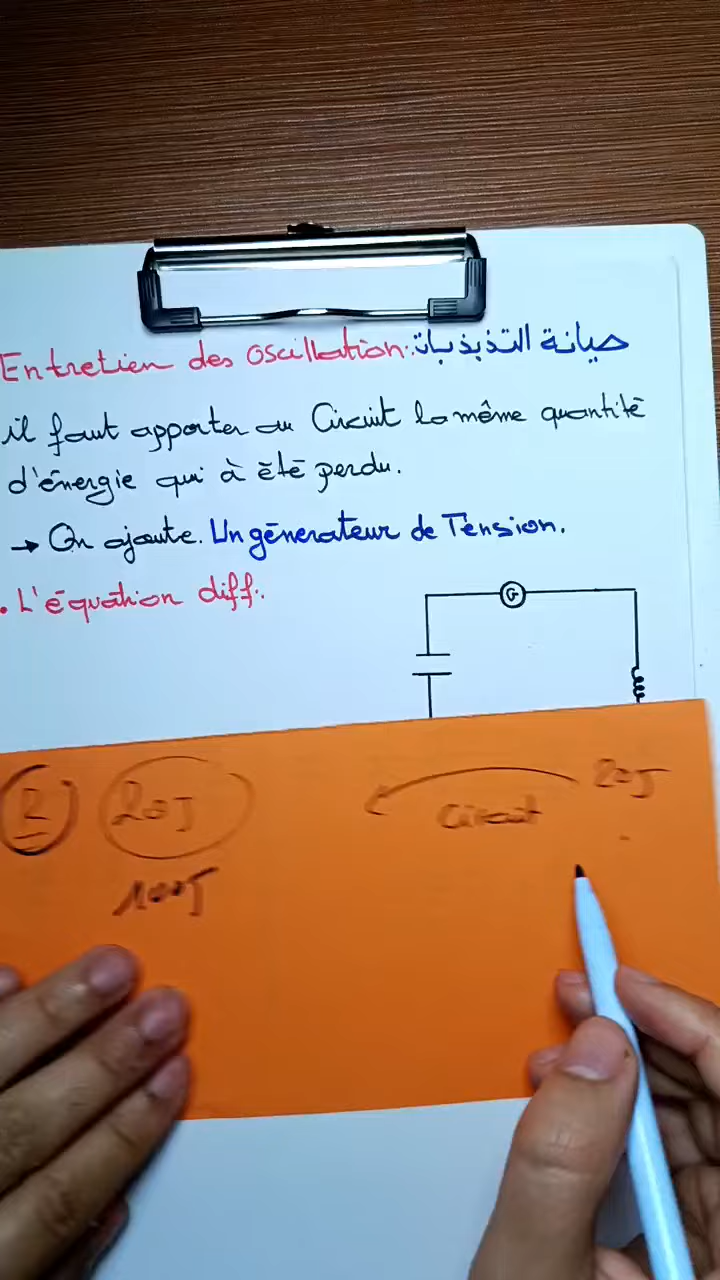 Entretien des oscillation: صيانة التذبذبات
il faut apporter au Circuit la même quantité
d'énergie qui à été perdu.
→ On ajoute. Un générateur de Tension.
. L'équation diff:
G
R 20J Circuit 20J
100J